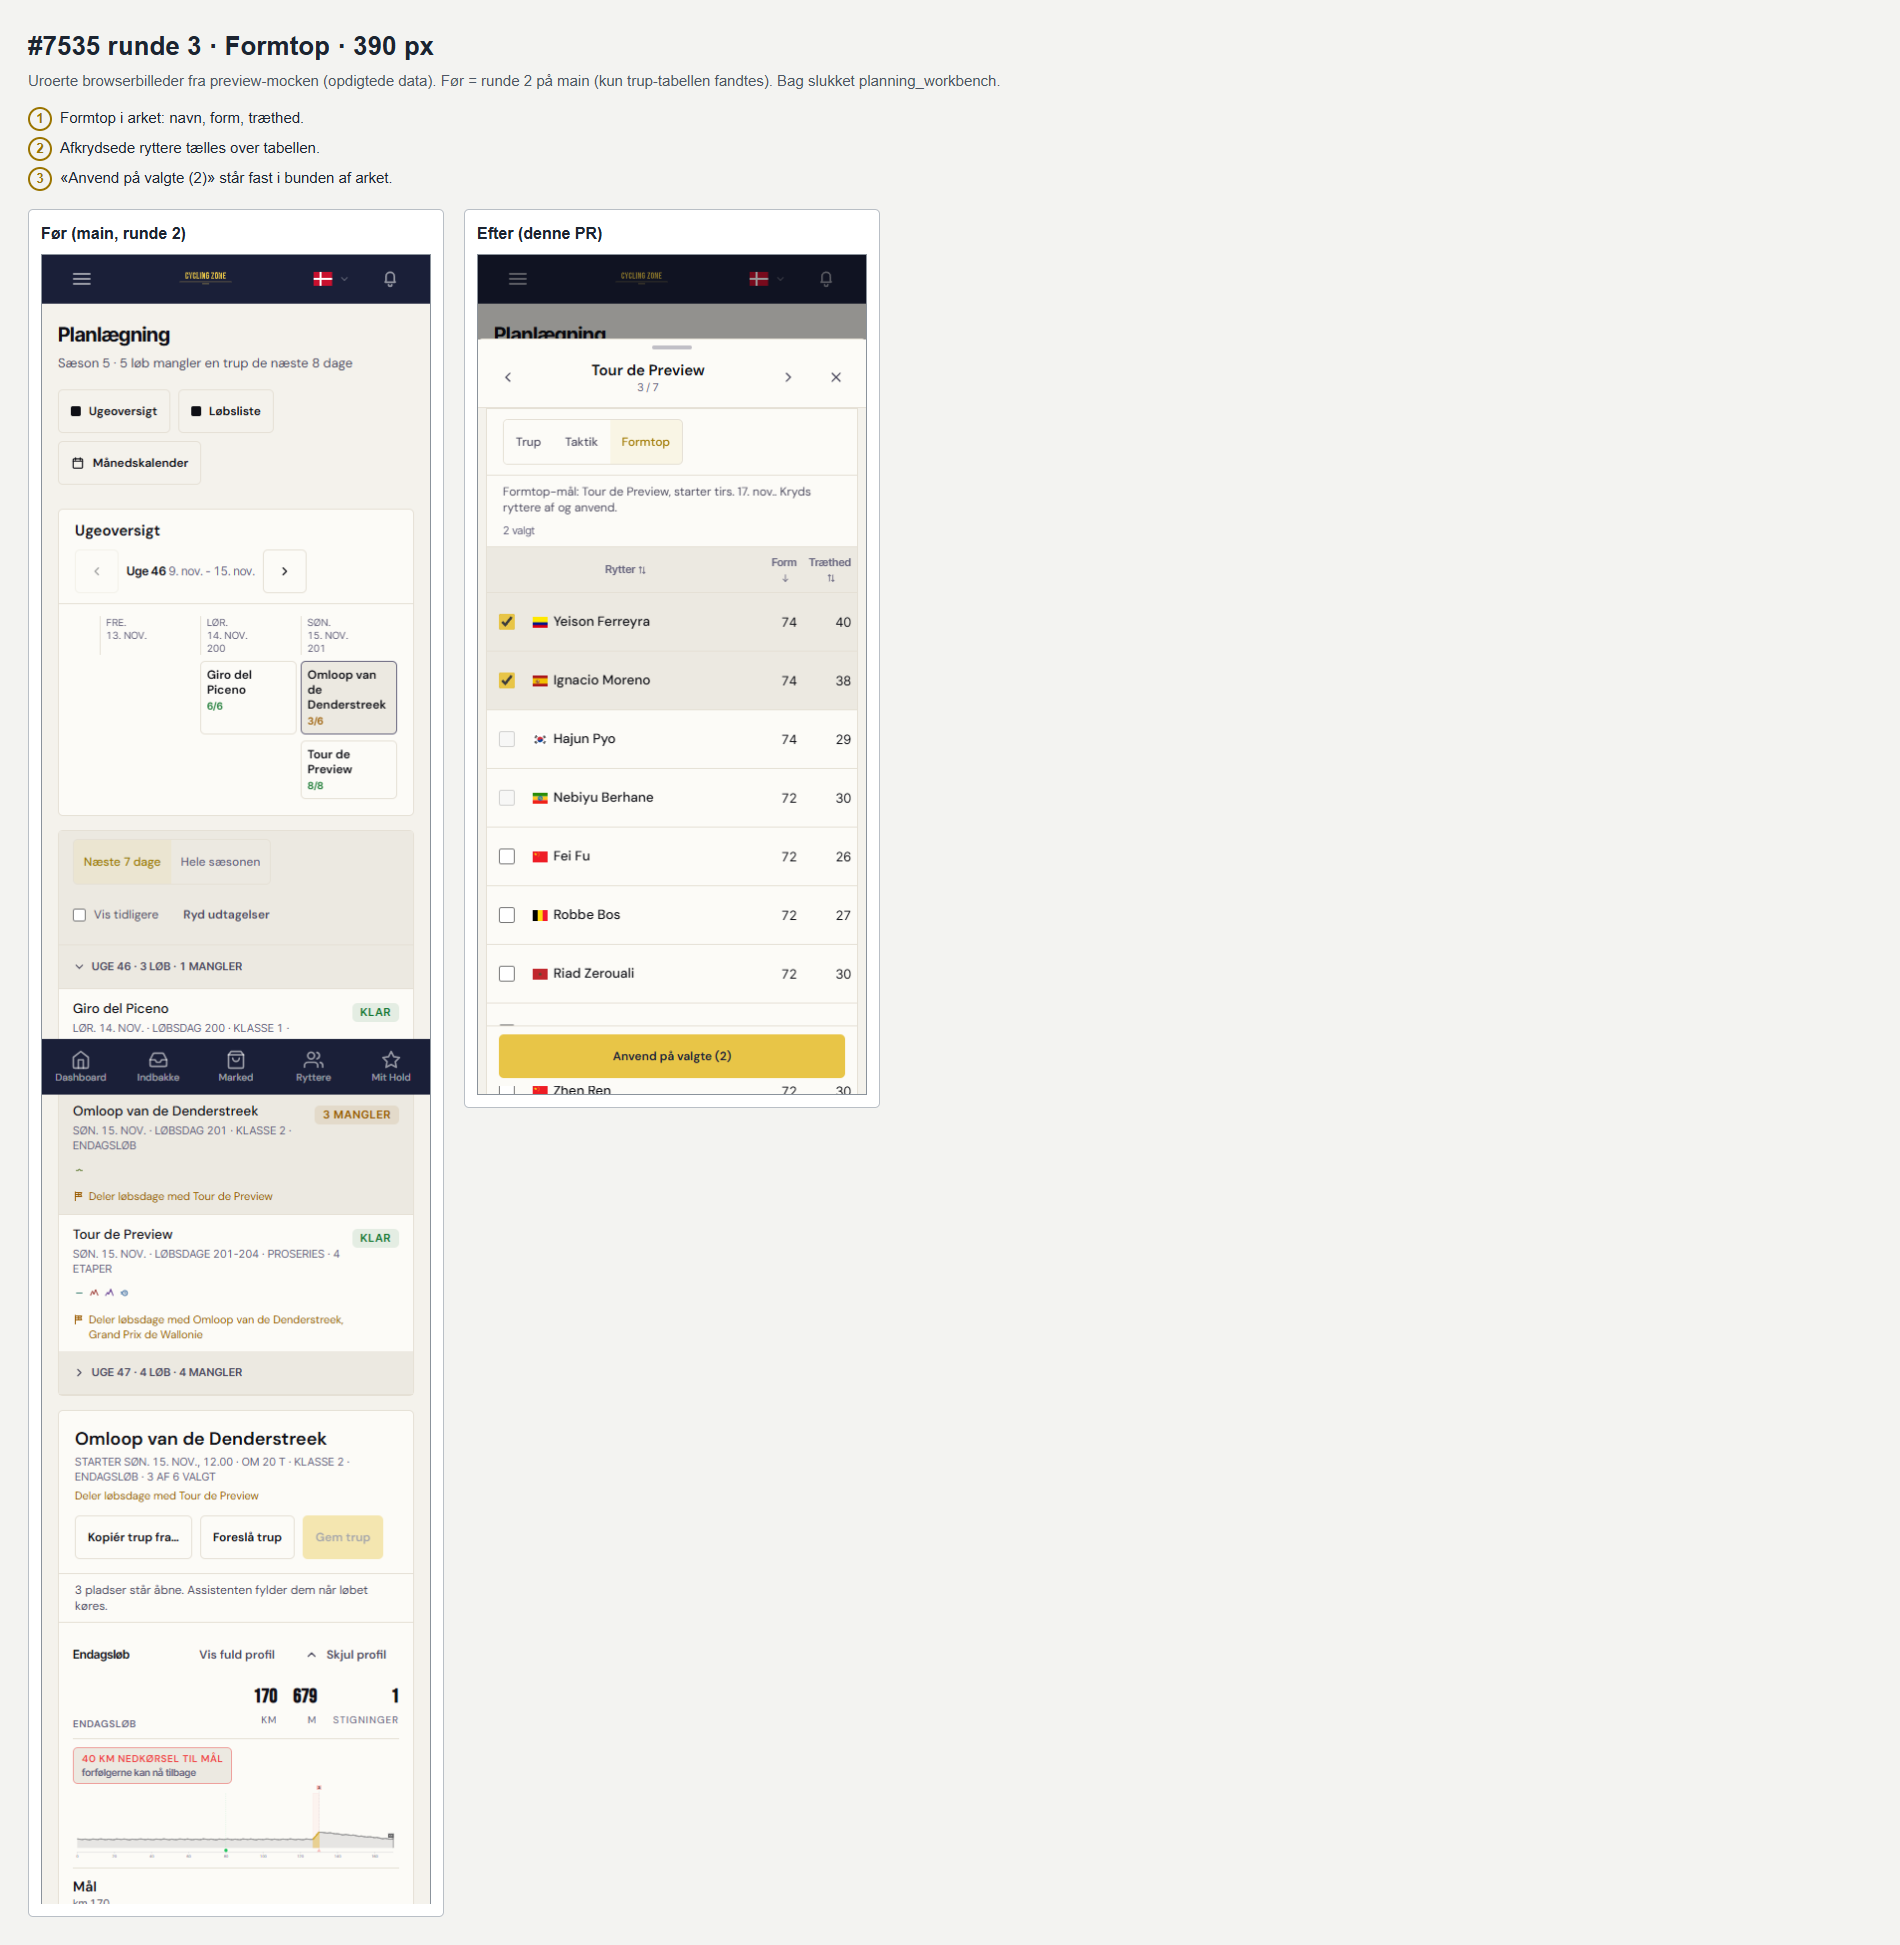 #7535 runde 3 · Formtop · 390 px
Uroerte browserbilleder fra preview-mocken (opdigtede data). Før = runde 2 på main (kun trup-tabellen fandtes). Bag slukket planning_workbench.
1 Formtop i arket: navn, form, træthed.
2 Afkrydsede ryttere tælles over tabellen.
3 «Anvend på valgte (2)» står fast i bunden af arket.
Før (main, runde 2)
CYCLING ZONE
Planlægning
Sæson 5 · 5 løb mangler en trup de næste 8 dage
Ugeoversigt
Løbsliste
Månedskalender
Ugeoversigt
Uge 46 9. nov. - 15. nov.
FRE.
13. NOV.
LØR.
14. NOV.
200
SØN.
15. NOV.
201
Giro del
Piceno
6/6
Omloop van
de
Denderstreek
3/6
Tour de
Preview
8/8
Næste 7 dage
Hele sæsonen
Vis tidligere
Ryd udtagelser
UGE 46 · 3 LØB · 1 MANGLER
Giro del Piceno
KLAR
LØR. 14. NOV. · LØBSDAG 200 · KLASSE 1 ·
Dashboard
Indbakke
Marked
Ryttere
Mit Hold
Omloop van de Denderstreek
3 MANGLER
SØN. 15. NOV. · LØBSDAG 201 · KLASSE 2 ·
ENDAGSLØB
Deler løbsdage med Tour de Preview
Tour de Preview
KLAR
SØN. 15. NOV. · LØBSDAGE 201-204 · PROSERIES · 4
ETAPER
Deler løbsdage med Omloop van de Denderstreek,
Grand Prix de Wallonie
UGE 47 · 4 LØB · 4 MANGLER
Omloop van de Denderstreek
STARTER SØN. 15. NOV., 12.00 · OM 20 T · KLASSE 2 ·
ENDAGSLØB · 3 AF 6 VALGT
Deler løbsdage med Tour de Preview
Kopiér trup fra...
Foreslå trup
Gem trup
3 pladser står åbne. Assistenten fylder dem når løbet
køres.
Endagsløb
Vis fuld profil
Skjul profil
170
679
1
ENDAGSLØB
KM
M
STIGNINGER
40 KM NEDKØRSEL TIL MÅL
forfølgerne kan nå tilbage
Mål
km 170
Efter (denne PR)
CYCLING ZONE
Planlægning
Tour de Preview
3 / 7
Trup
Taktik
Formtop
Formtop-mål: Tour de Preview, starter tirs. 17. nov.. Kryds
ryttere af og anvend.
2 valgt
Rytter ↑↓
Form ↓
Træthed ↑↓
Yeison Ferreyra 74 40
Ignacio Moreno 74 38
Hajun Pyo 74 29
Nebiyu Berhane 72 30
Fei Fu 72 26
Robbe Bos 72 27
Riad Zerouali 72 30
Anvend på valgte (2)
Zhen Ren 72 30